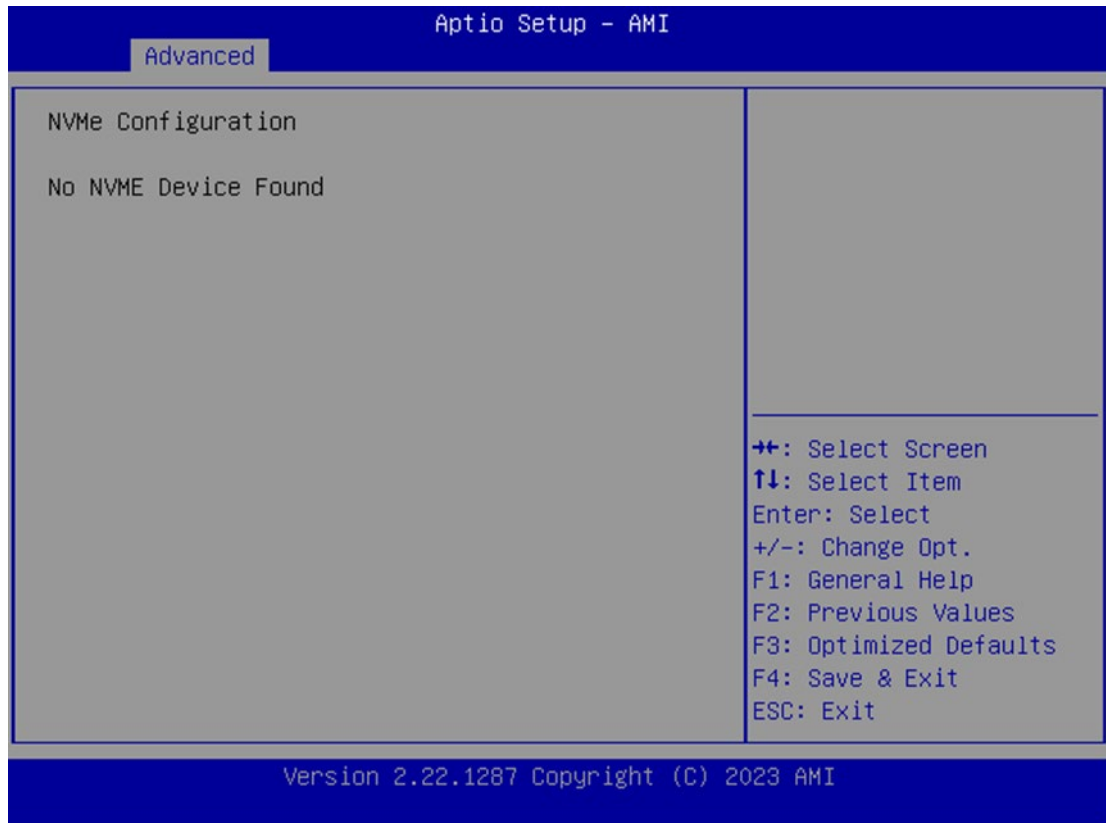 Aptio Setup – AMI
Advanced
NVMe Configuration
No NVME Device Found
→←: Select Screen
↑↓: Select Item
Enter: Select
+/-: Change Opt.
F1: General Help
F2: Previous Values
F3: Optimized Defaults
F4: Save & Exit
ESC: Exit
Version 2.22.1287 Copyright (C) 2023 AMI